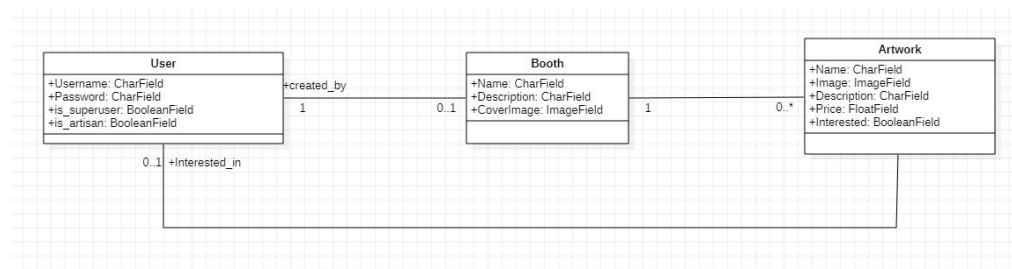 User
+Username: CharField
+Password: CharField
+is_superuser: BooleanField
+is_artisan: BooleanField
+created_by
1
0..1
Booth
+Name: CharField
+Description: CharField
+CoverImage: ImageField
1
0..*
Artwork
+Name: CharField
+Image: ImageField
+Description: CharField
+Price: FloatField
+Interested: BooleanField
0..1 +Interested_in